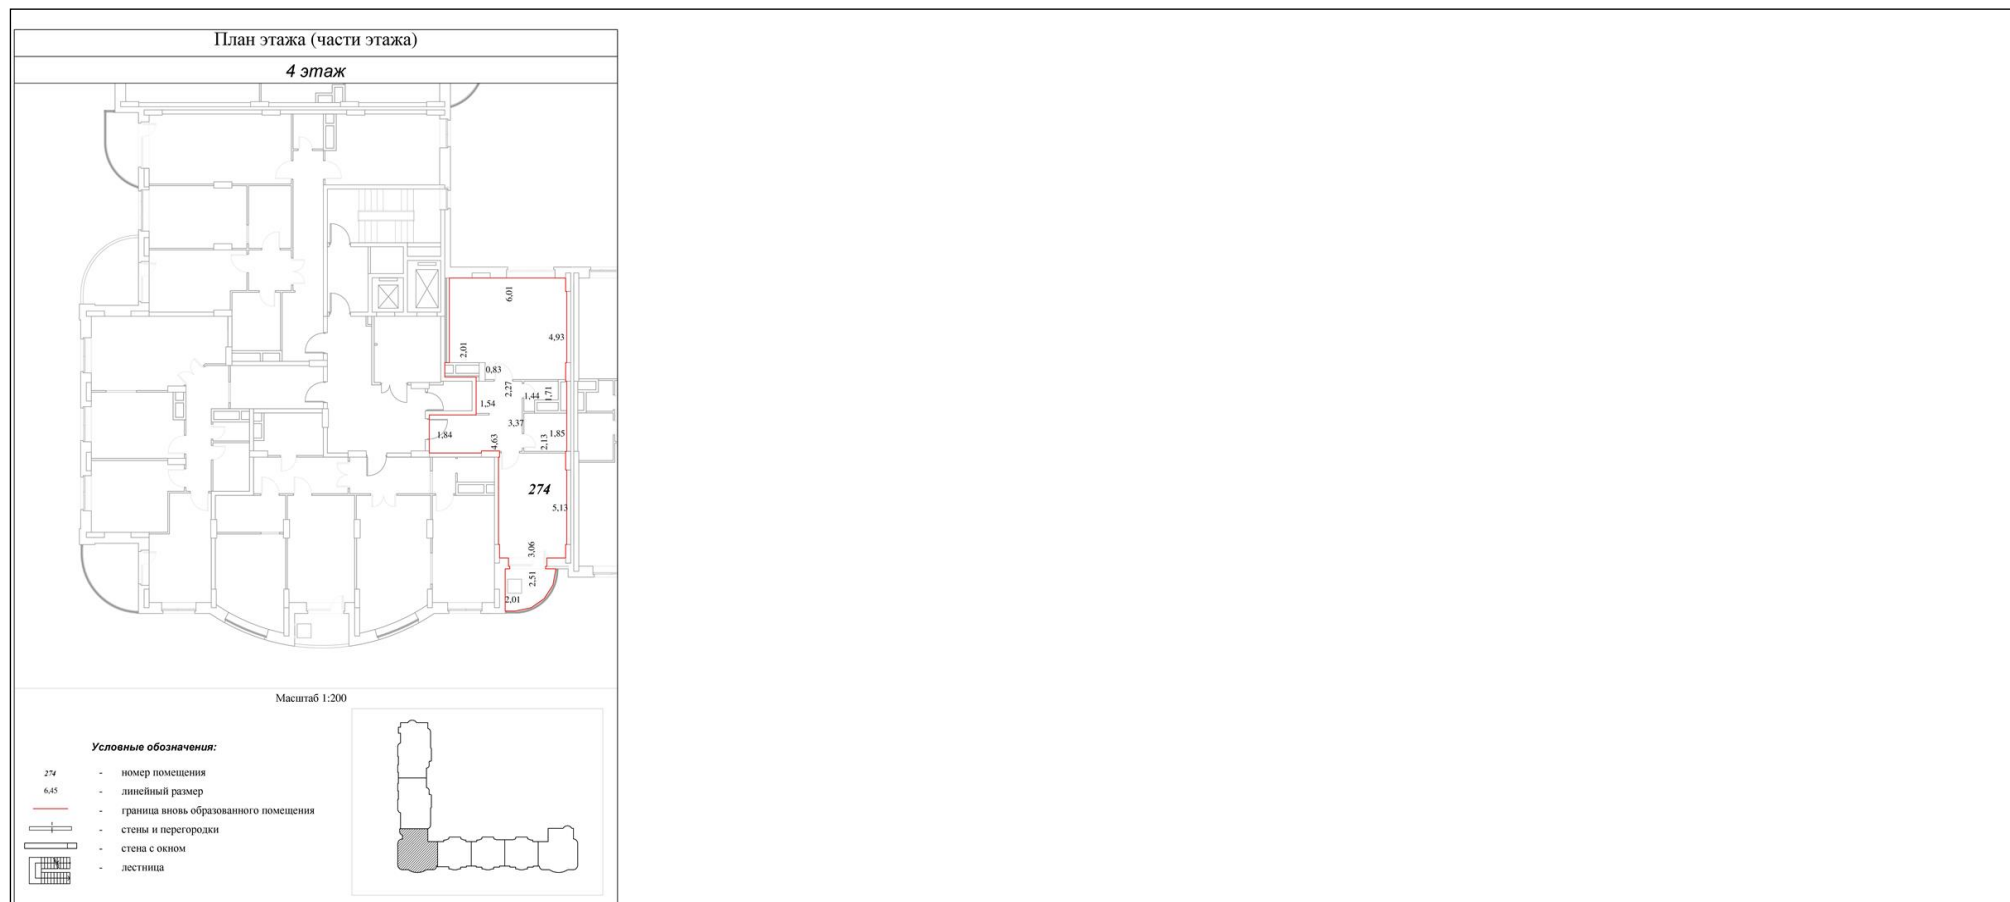 План этажа (части этажа)
4 этаж
6,01
4,93
2,01
0,83
2,27
1,44
1,71
1,54
3,37
1,84
4,63
2,13
1,85
274
5,13
3,06
2,51
2,01
Масштаб 1:200
Условные обозначения:
274 - номер помещения
6,45 - линейный размер
- граница вновь образованного помещения
- стены и перегородки
- стена с окном
- лестница